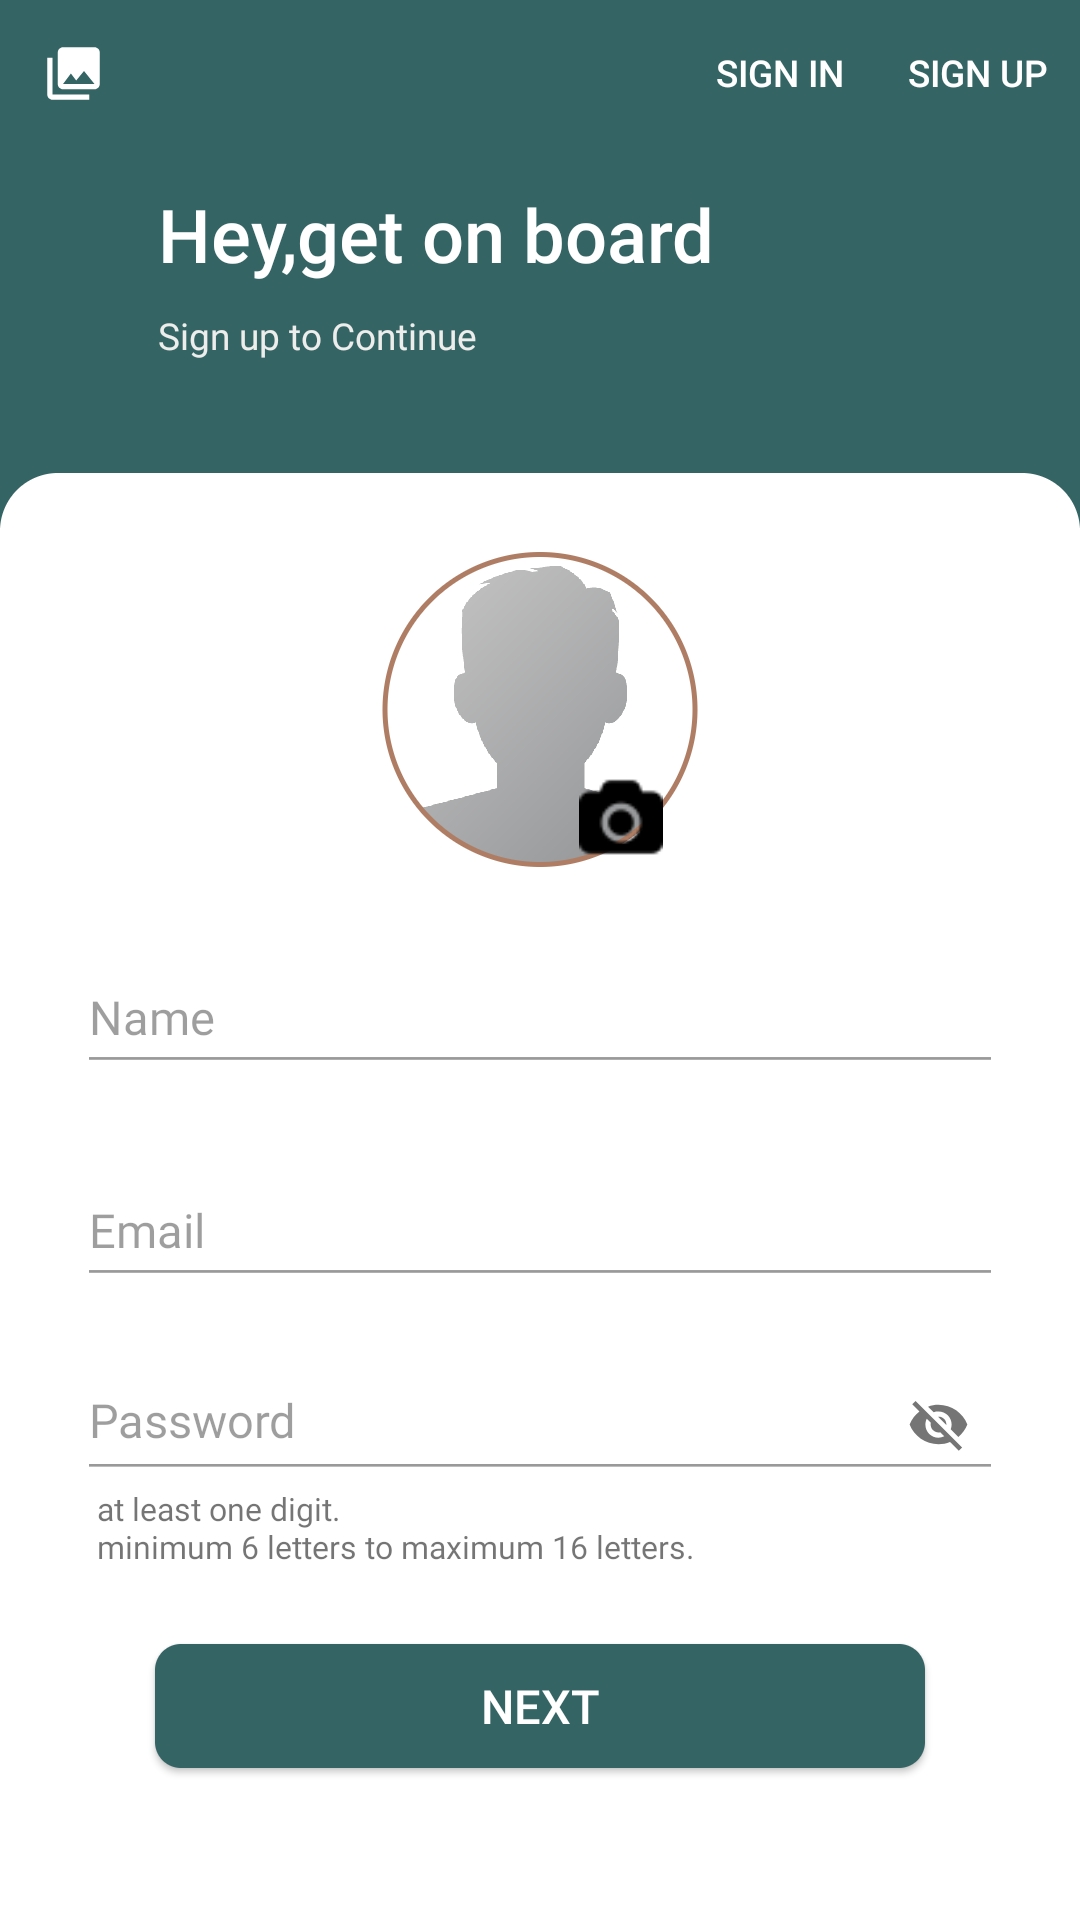 SIGN IN SIGN UP
Hey,get on board
Sign up to Continue
Name
Email
Password
at least one digit.
minimum 6 letters to maximum 16 letters.
NEXT